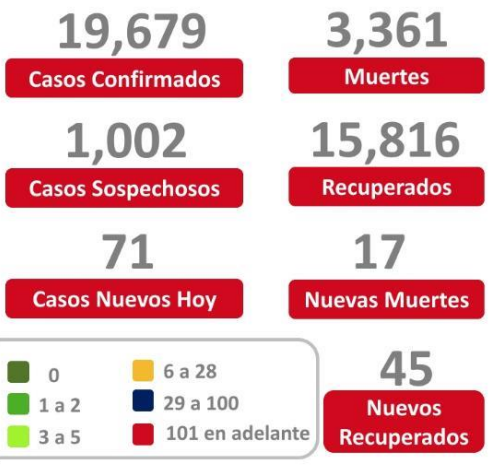 19,679
Casos Confirmados
3,361
Muertes
1,002
Casos Sospechosos
15,816
Recuperados
71
Casos Nuevos Hoy
17
Nuevas Muertes
0
1 a 2
3 a 5
6 a 28
29 a 100
101 en adelante
45
Nuevos
Recuperados